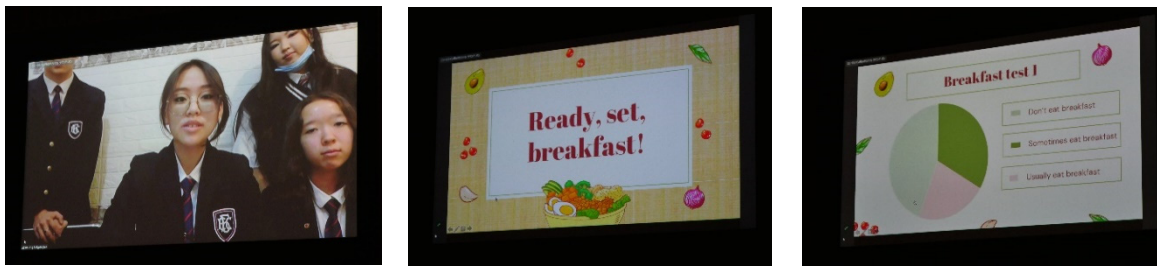 Ready, set,
breakfast!
Breakfast test 1
Don't eat breakfast
Sometimes eat breakfast
Usually eat breakfast